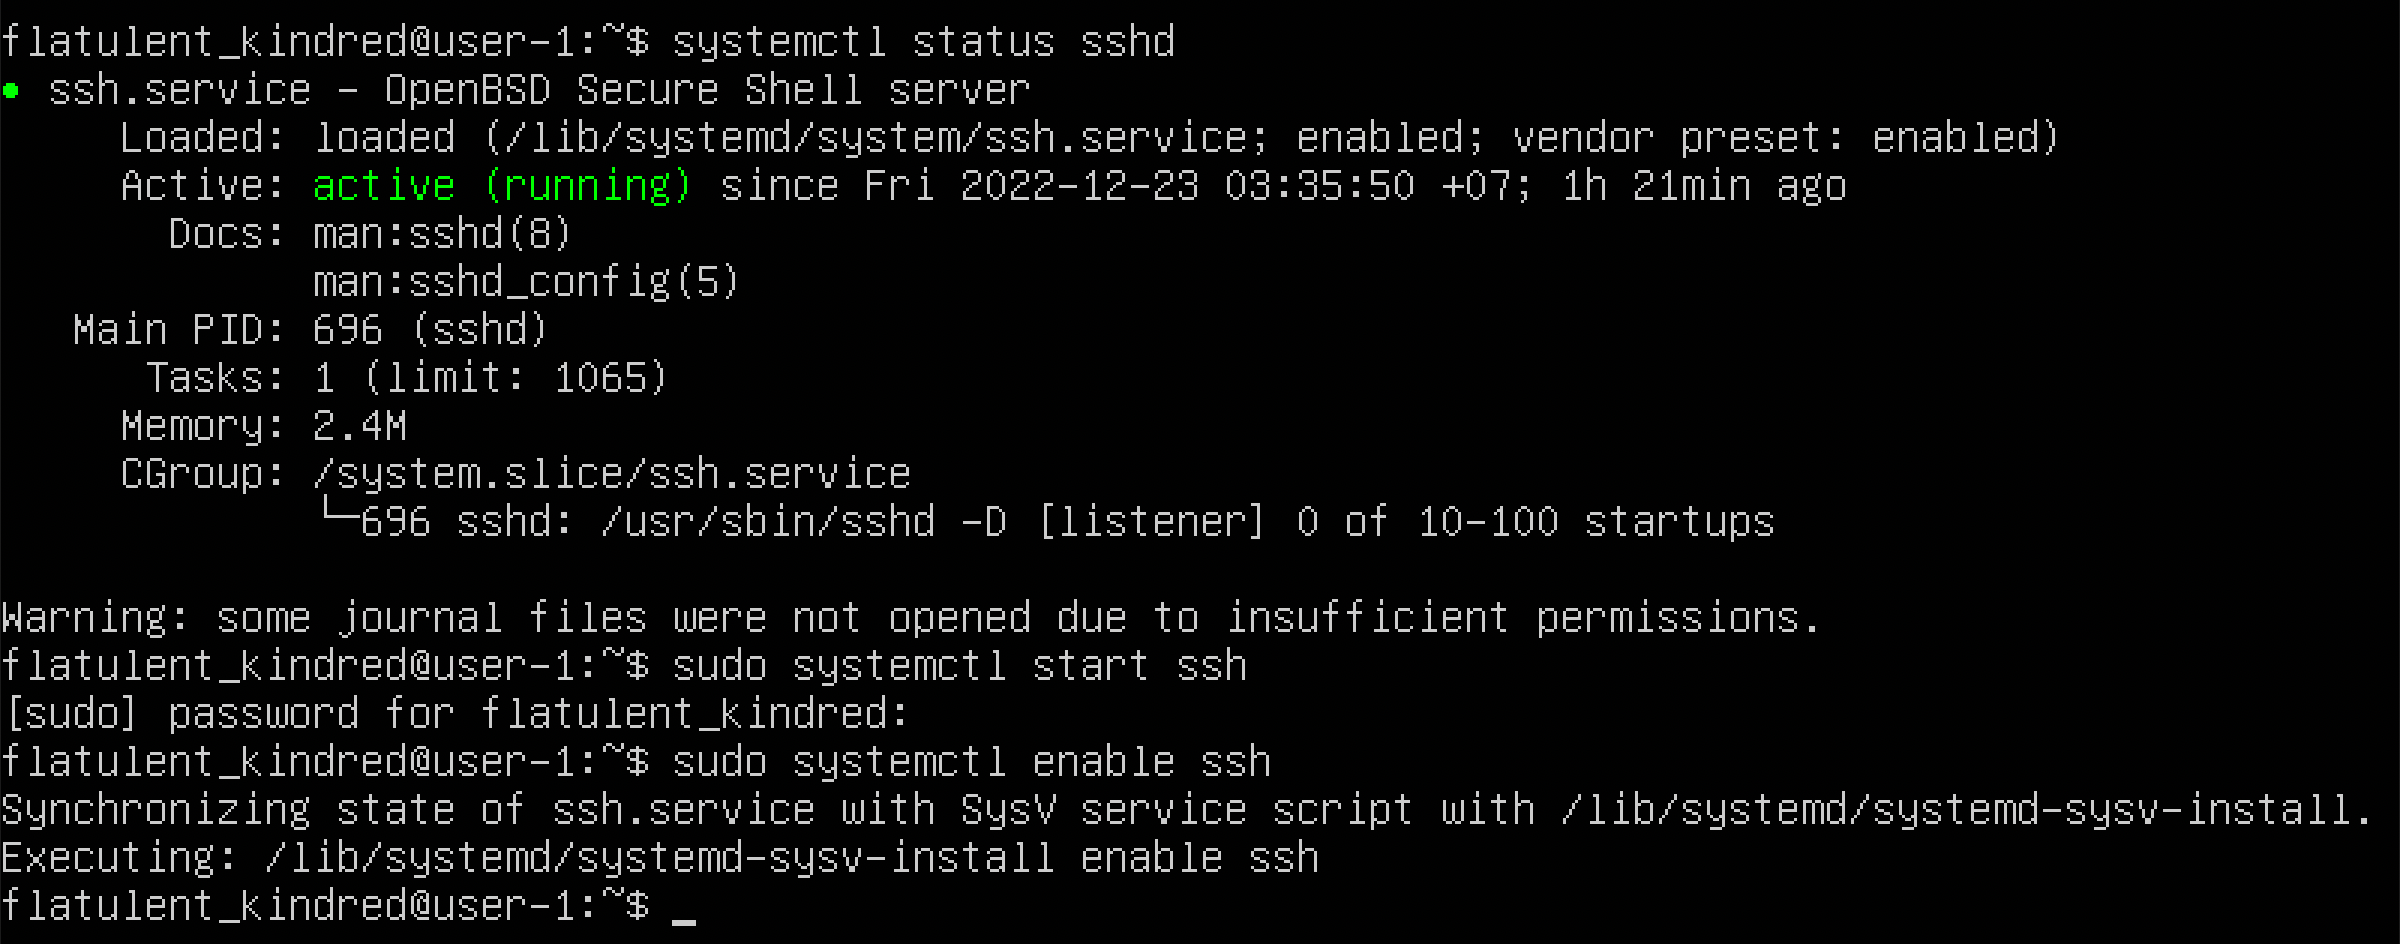 flatulent_kindred@user-1:~$ systemctl status sshd
● ssh.service - OpenBSD Secure Shell server
     Loaded: loaded (/lib/systemd/system/ssh.service; enabled; vendor preset: enabled)
     Active: active (running) since Fri 2022-12-23 03:35:50 +07; 1h 21min ago
       Docs: man:sshd(8)
             man:sshd_config(5)
   Main PID: 696 (sshd)
      Tasks: 1 (limit: 1065)
     Memory: 2.4M
     CGroup: /system.slice/ssh.service
             └─696 sshd: /usr/sbin/sshd -D [listener] 0 of 10-100 startups
Warning: some journal files were not opened due to insufficient permissions.
flatulent_kindred@user-1:~$ sudo systemctl start ssh
[sudo] password for flatulent_kindred:
flatulent_kindred@user-1:~$ sudo systemctl enable ssh
Synchronizing state of ssh.service with SysV service script with /lib/systemd/systemd-sysv-install.
Executing: /lib/systemd/systemd-sysv-install enable ssh
flatulent_kindred@user-1:~$ _